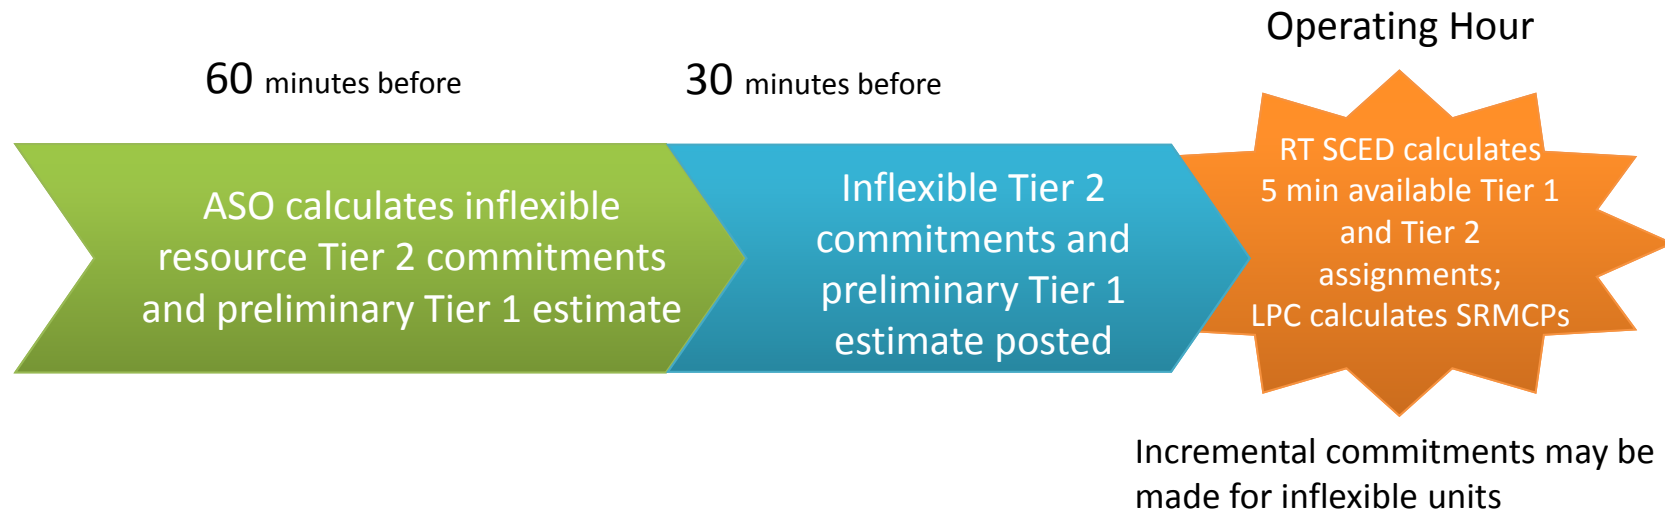 60 minutes before
30 minutes before
Operating Hour
ASO calculates inflexible
resource Tier 2 commitments
and preliminary Tier 1 estimate
Inflexible Tier 2
commitments and
preliminary Tier 1
estimate posted
RT SCED calculates
5 min available Tier 1
and Tier 2
assignments;
LPC calculates SRMCPs
Incremental commitments may be
made for inflexible units